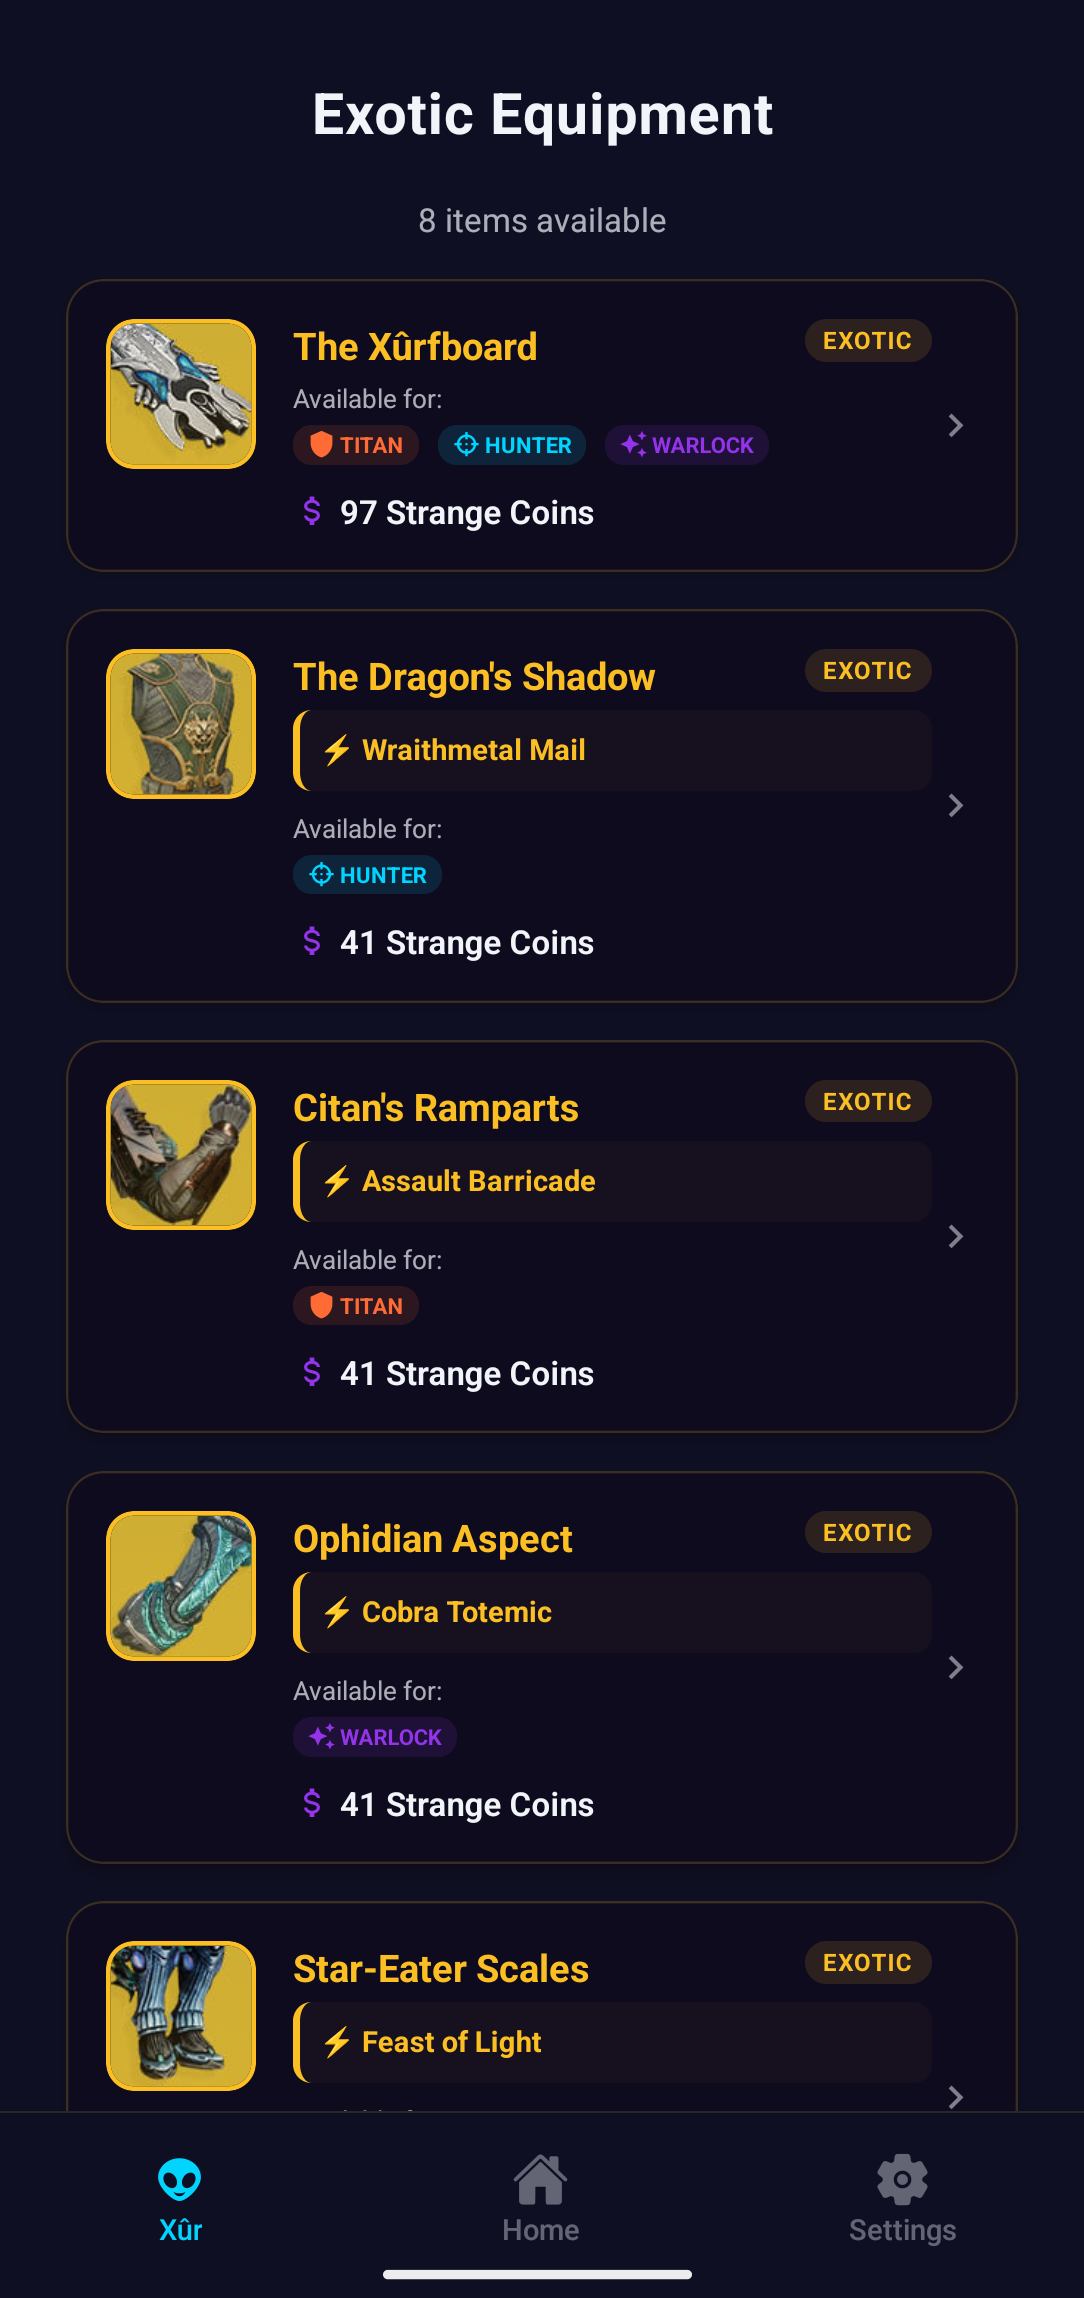 Exotic Equipment
8 items available
The Xûrfboard
EXOTIC
Available for:
TITAN HUNTER WARLOCK
$ 97 Strange Coins
The Dragon's Shadow
EXOTIC
⚡ Wraithmetal Mail
Available for:
HUNTER
$ 41 Strange Coins
Citan's Ramparts
EXOTIC
⚡ Assault Barricade
Available for:
TITAN
$ 41 Strange Coins
Ophidian Aspect
EXOTIC
⚡ Cobra Totemic
Available for:
WARLOCK
$ 41 Strange Coins
Star-Eater Scales
EXOTIC
⚡ Feast of Light
Xûr
Home
Settings